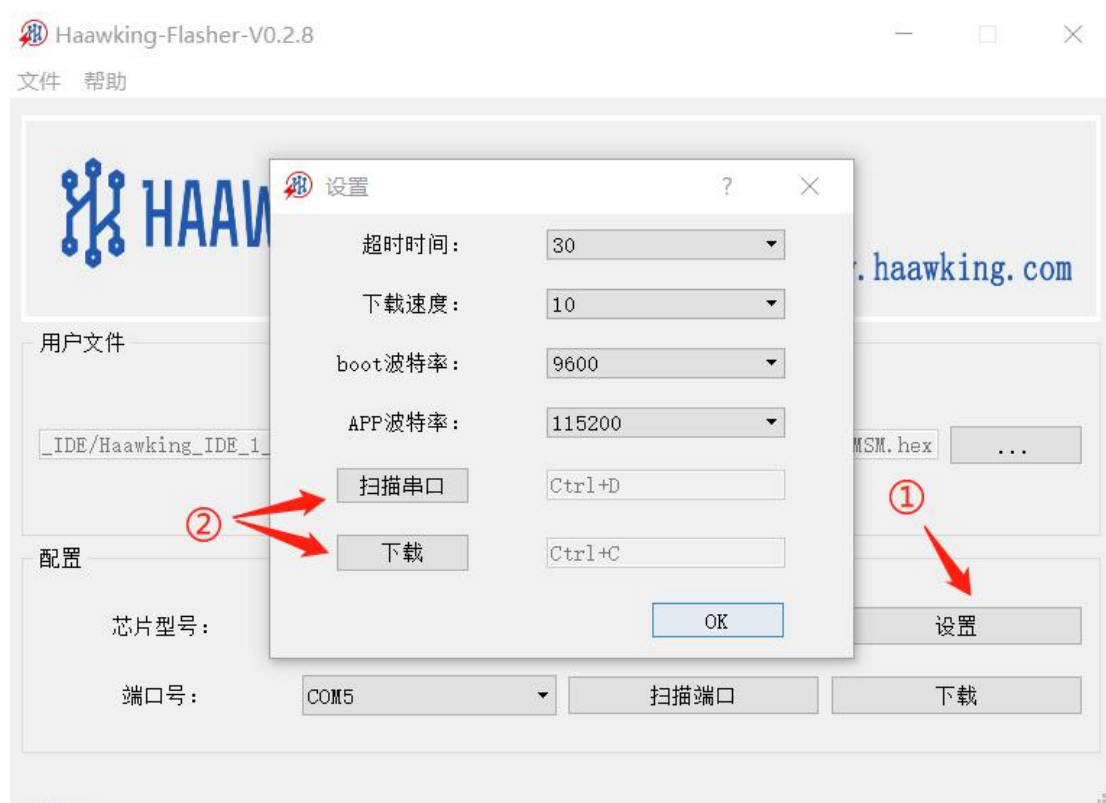 Haawking-Flasher-V0.2.8
文件 帮助
HAAW
.haawking.com
设置
超时时间: 30
下载速度: 10
boot波特率: 9600
APP波特率: 115200
扫描串口 Ctrl+D
下载 Ctrl+C
OK
用户文件
_IDE/Haawking_IDE_1_
MSM.hex ...
①
②
配置
芯片型号: 设置
端口号: COM5 扫描端口 下载